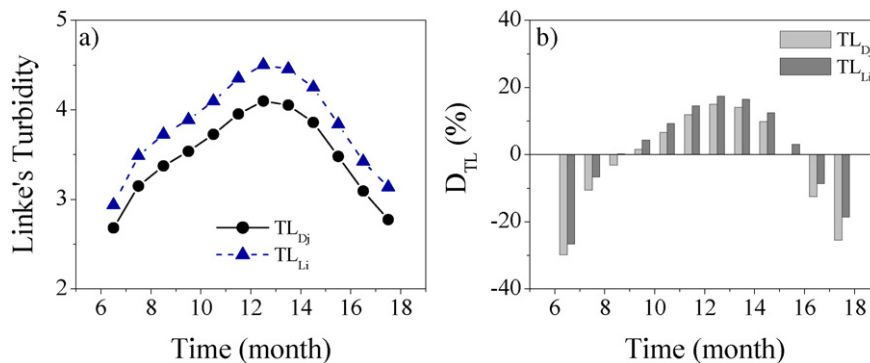 a)
Linke's Turbidity
5
4
3
2
TL_Dj
TL_Li
6 8 10 12 14 16 18
Time (month)
b)
TL_Dj
TL_Li
D_TL (%)
40
20
0
-20
-40
6 8 10 12 14 16 18
Time (month)